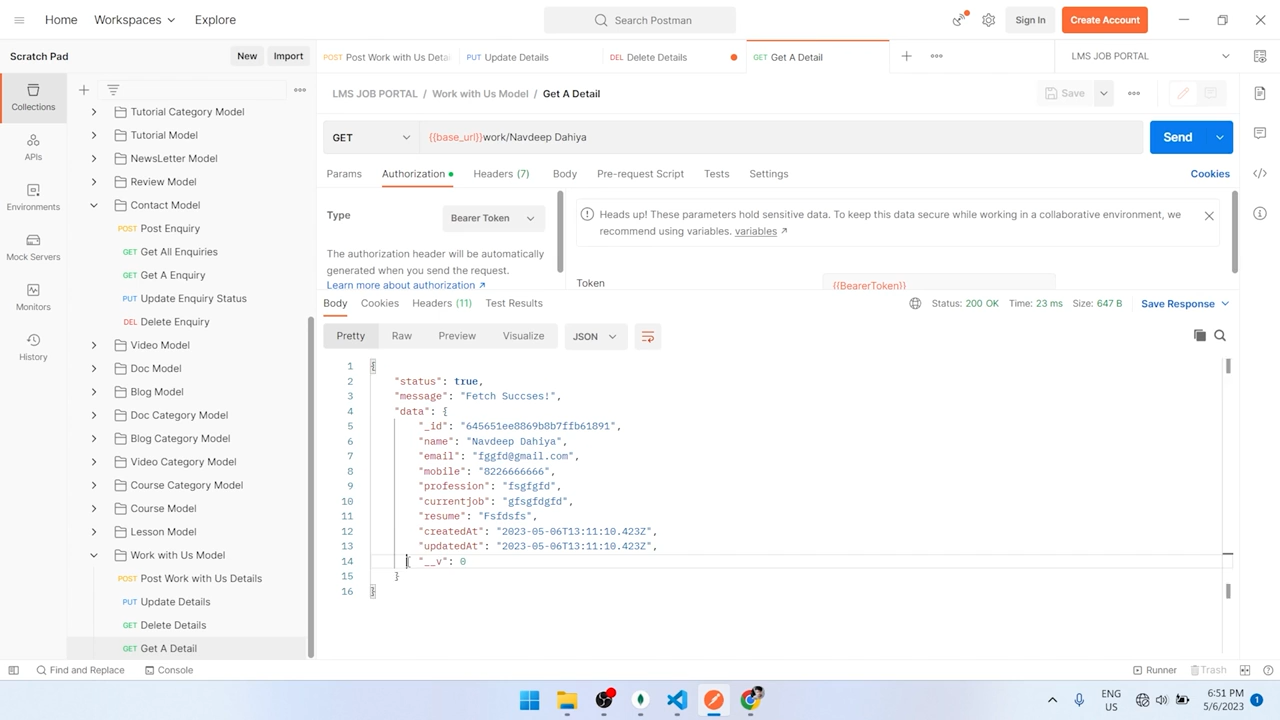 Home Workspaces Explore Search Postman Sign In Create Account
Scratch Pad New Import
POST Post Work with Us Detai PUT Update Details DEL Delete Details GET Get A Detail LMS JOB PORTAL
LMS JOB PORTAL / Work with Us Model / Get A Detail Save
GET {{base_url}}work/Navdeep Dahiya Send
Params Authorization Headers (7) Body Pre-request Script Tests Settings Cookies
Type Bearer Token
Heads up! These parameters hold sensitive data. To keep this data secure while working in a collaborative environment, we
recommend using variables. variables ↗
The authorization header will be automatically
generated when you send the request.
Learn more about authorization ↗
Token {{BearerToken}}
Body Cookies Headers (11) Test Results Status: 200 OK Time: 23 ms Size: 647 B Save Response
Pretty Raw Preview Visualize JSON
1 {
2 "status": true,
3 "message": "Fetch Succses!",
4 "data": {
5 "_id": "645651ee8869b8b7ffb61891",
6 "name": "Navdeep Dahiya",
7 "email": "fggfd@gmail.com",
8 "mobile": "8226666666",
9 "profession": "fsgfgfd",
10 "currentjob": "gfsgfdgfd",
11 "resume": "Fsfdsfs",
12 "createdAt": "2023-05-06T13:11:10.423Z",
13 "updatedAt": "2023-05-06T13:11:10.423Z",
14 "__v": 0
15 }
16 }
Collections
APIs
Environments
Mock Servers
Monitors
History
Tutorial Category Model
Tutorial Model
NewsLetter Model
Review Model
Contact Model
POST Post Enquiry
GET Get All Enquiries
GET Get A Enquiry
PUT Update Enquiry Status
DEL Delete Enquiry
Video Model
Doc Model
Blog Model
Doc Category Model
Blog Category Model
Video Category Model
Course Category Model
Course Model
Lesson Model
Work with Us Model
POST Post Work with Us Details
PUT Update Details
DEL Delete Details
GET Get A Detail
Find and Replace Console Runner Trash
ENG
US
6:51 PM
5/6/2023
1